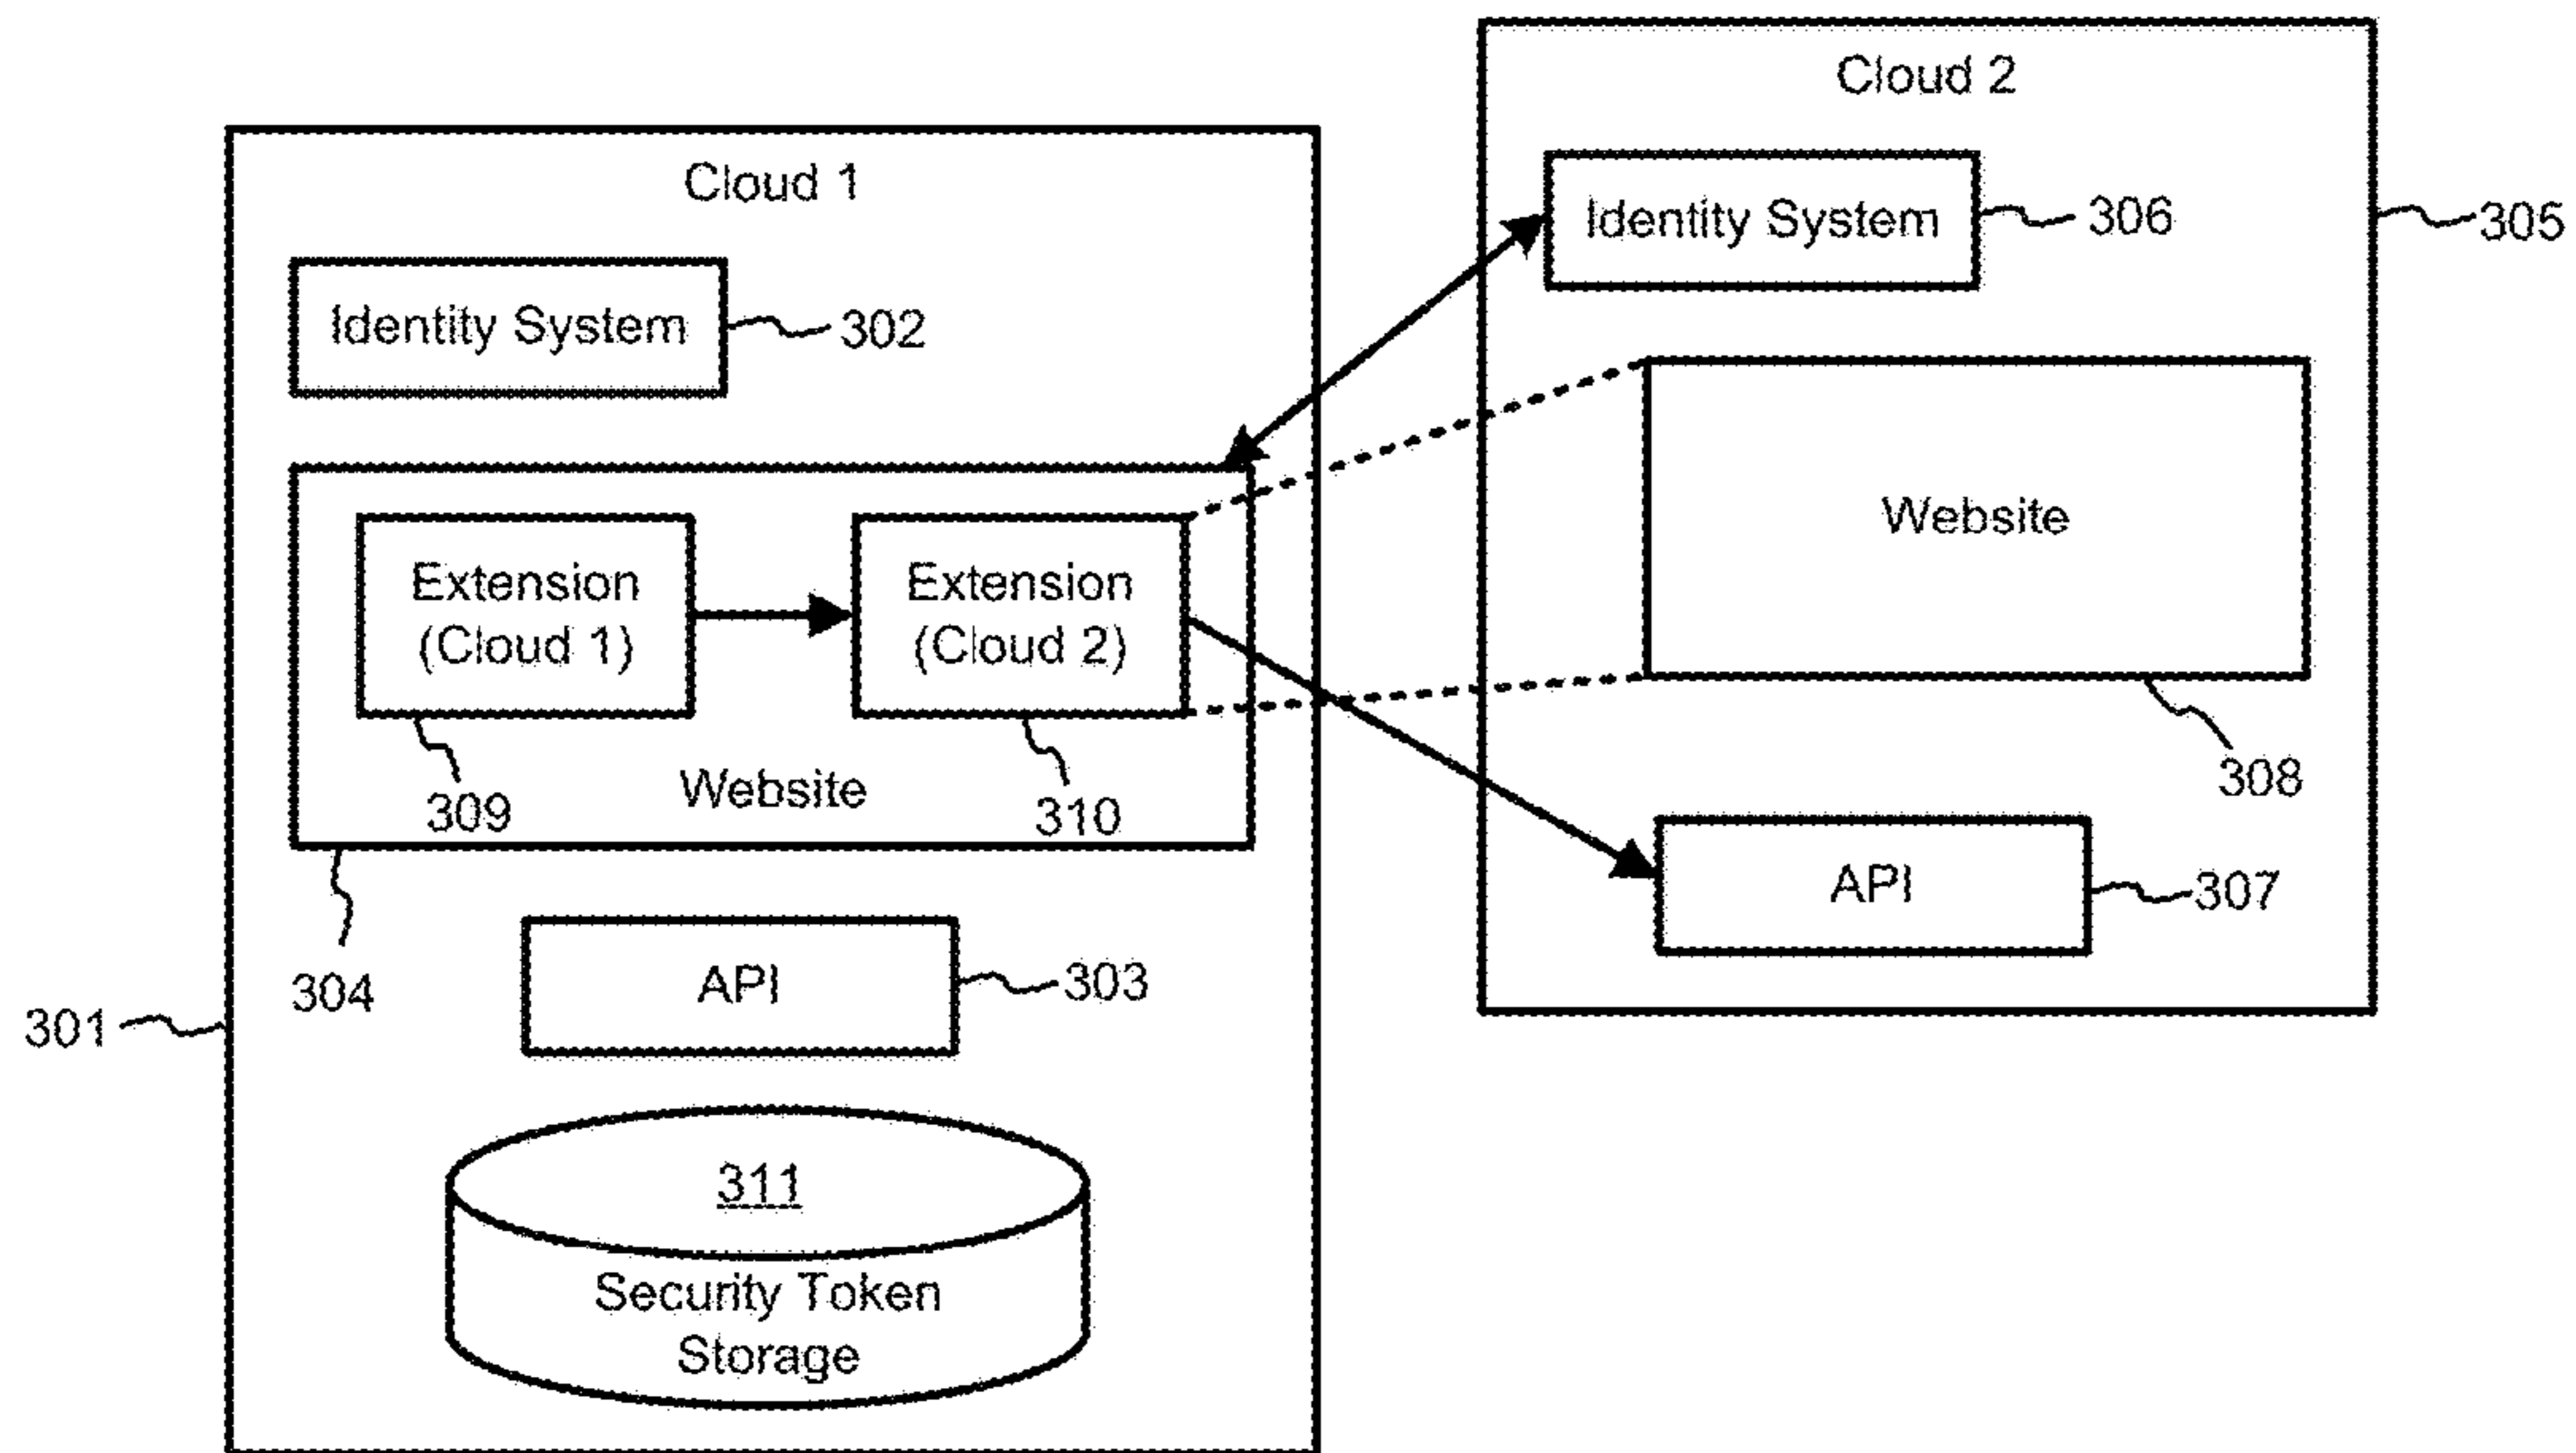 Cloud 1
Identity System
302
Extension
(Cloud 1)
309
Extension
(Cloud 2)
310
Website
304
API
303
301
311
Security Token
Storage
Cloud 2
Identity System
306
305
Website
308
API
307